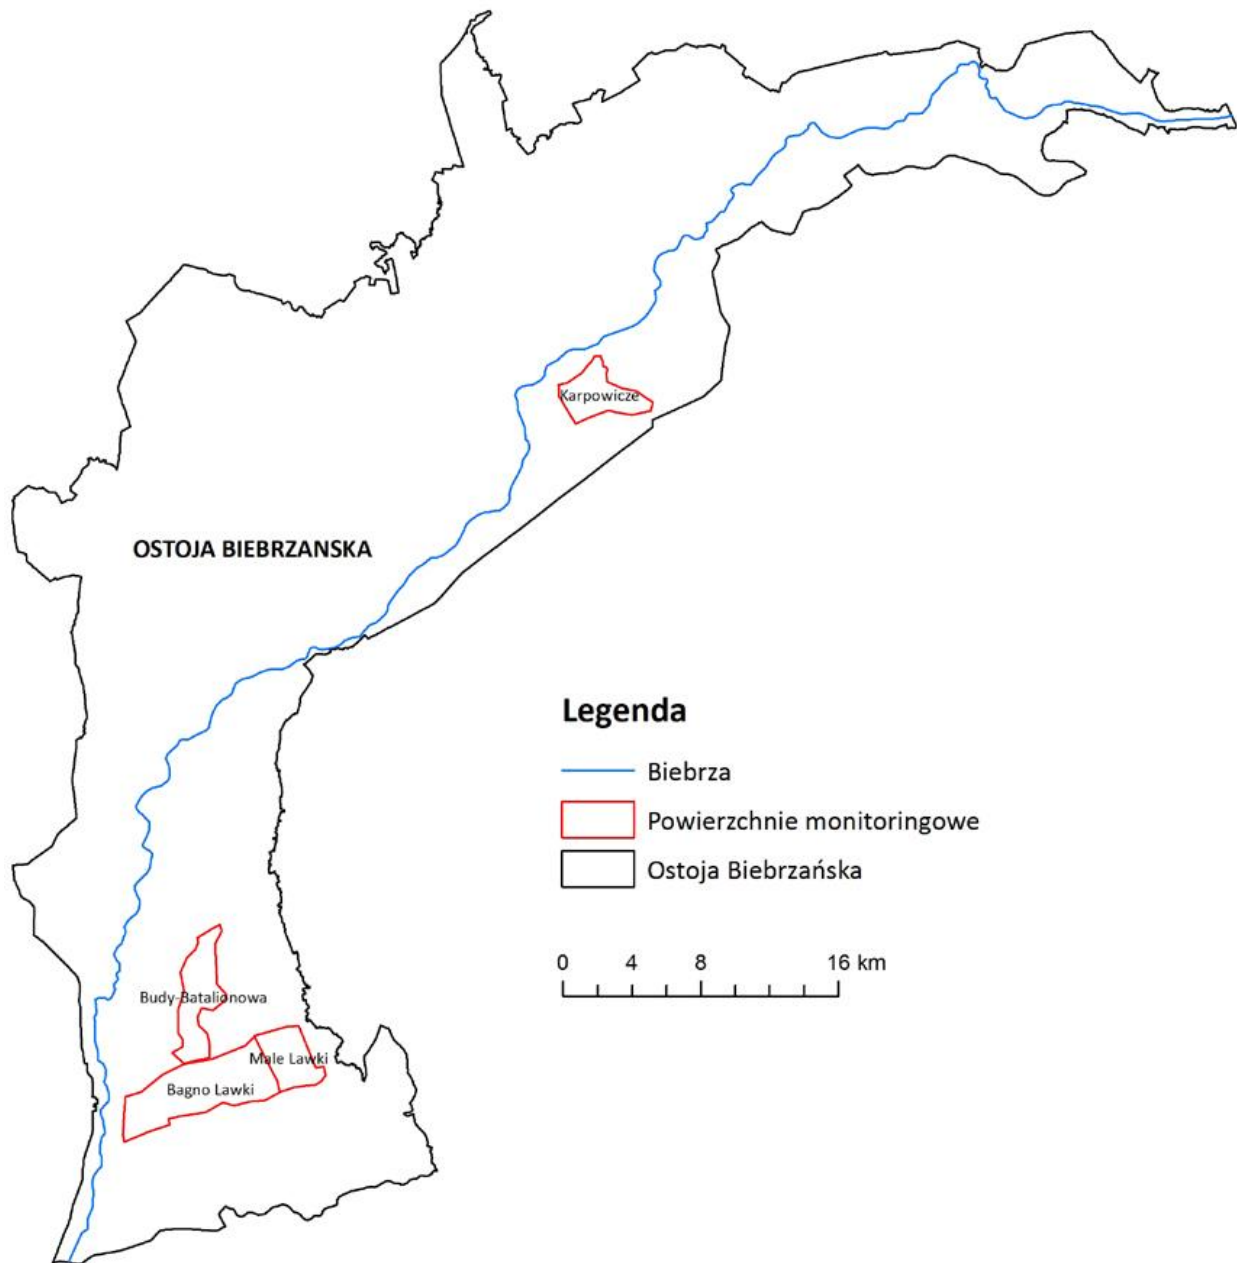 Karpowicze
OSTOJA BIEBRZANSKA
Legenda
Biebrza
Powierzchnie monitoringowe
Ostoja Biebrzańska
0 4 8 16 km
Budy-Batalionowa
Male Lawki
Bagno Lawki